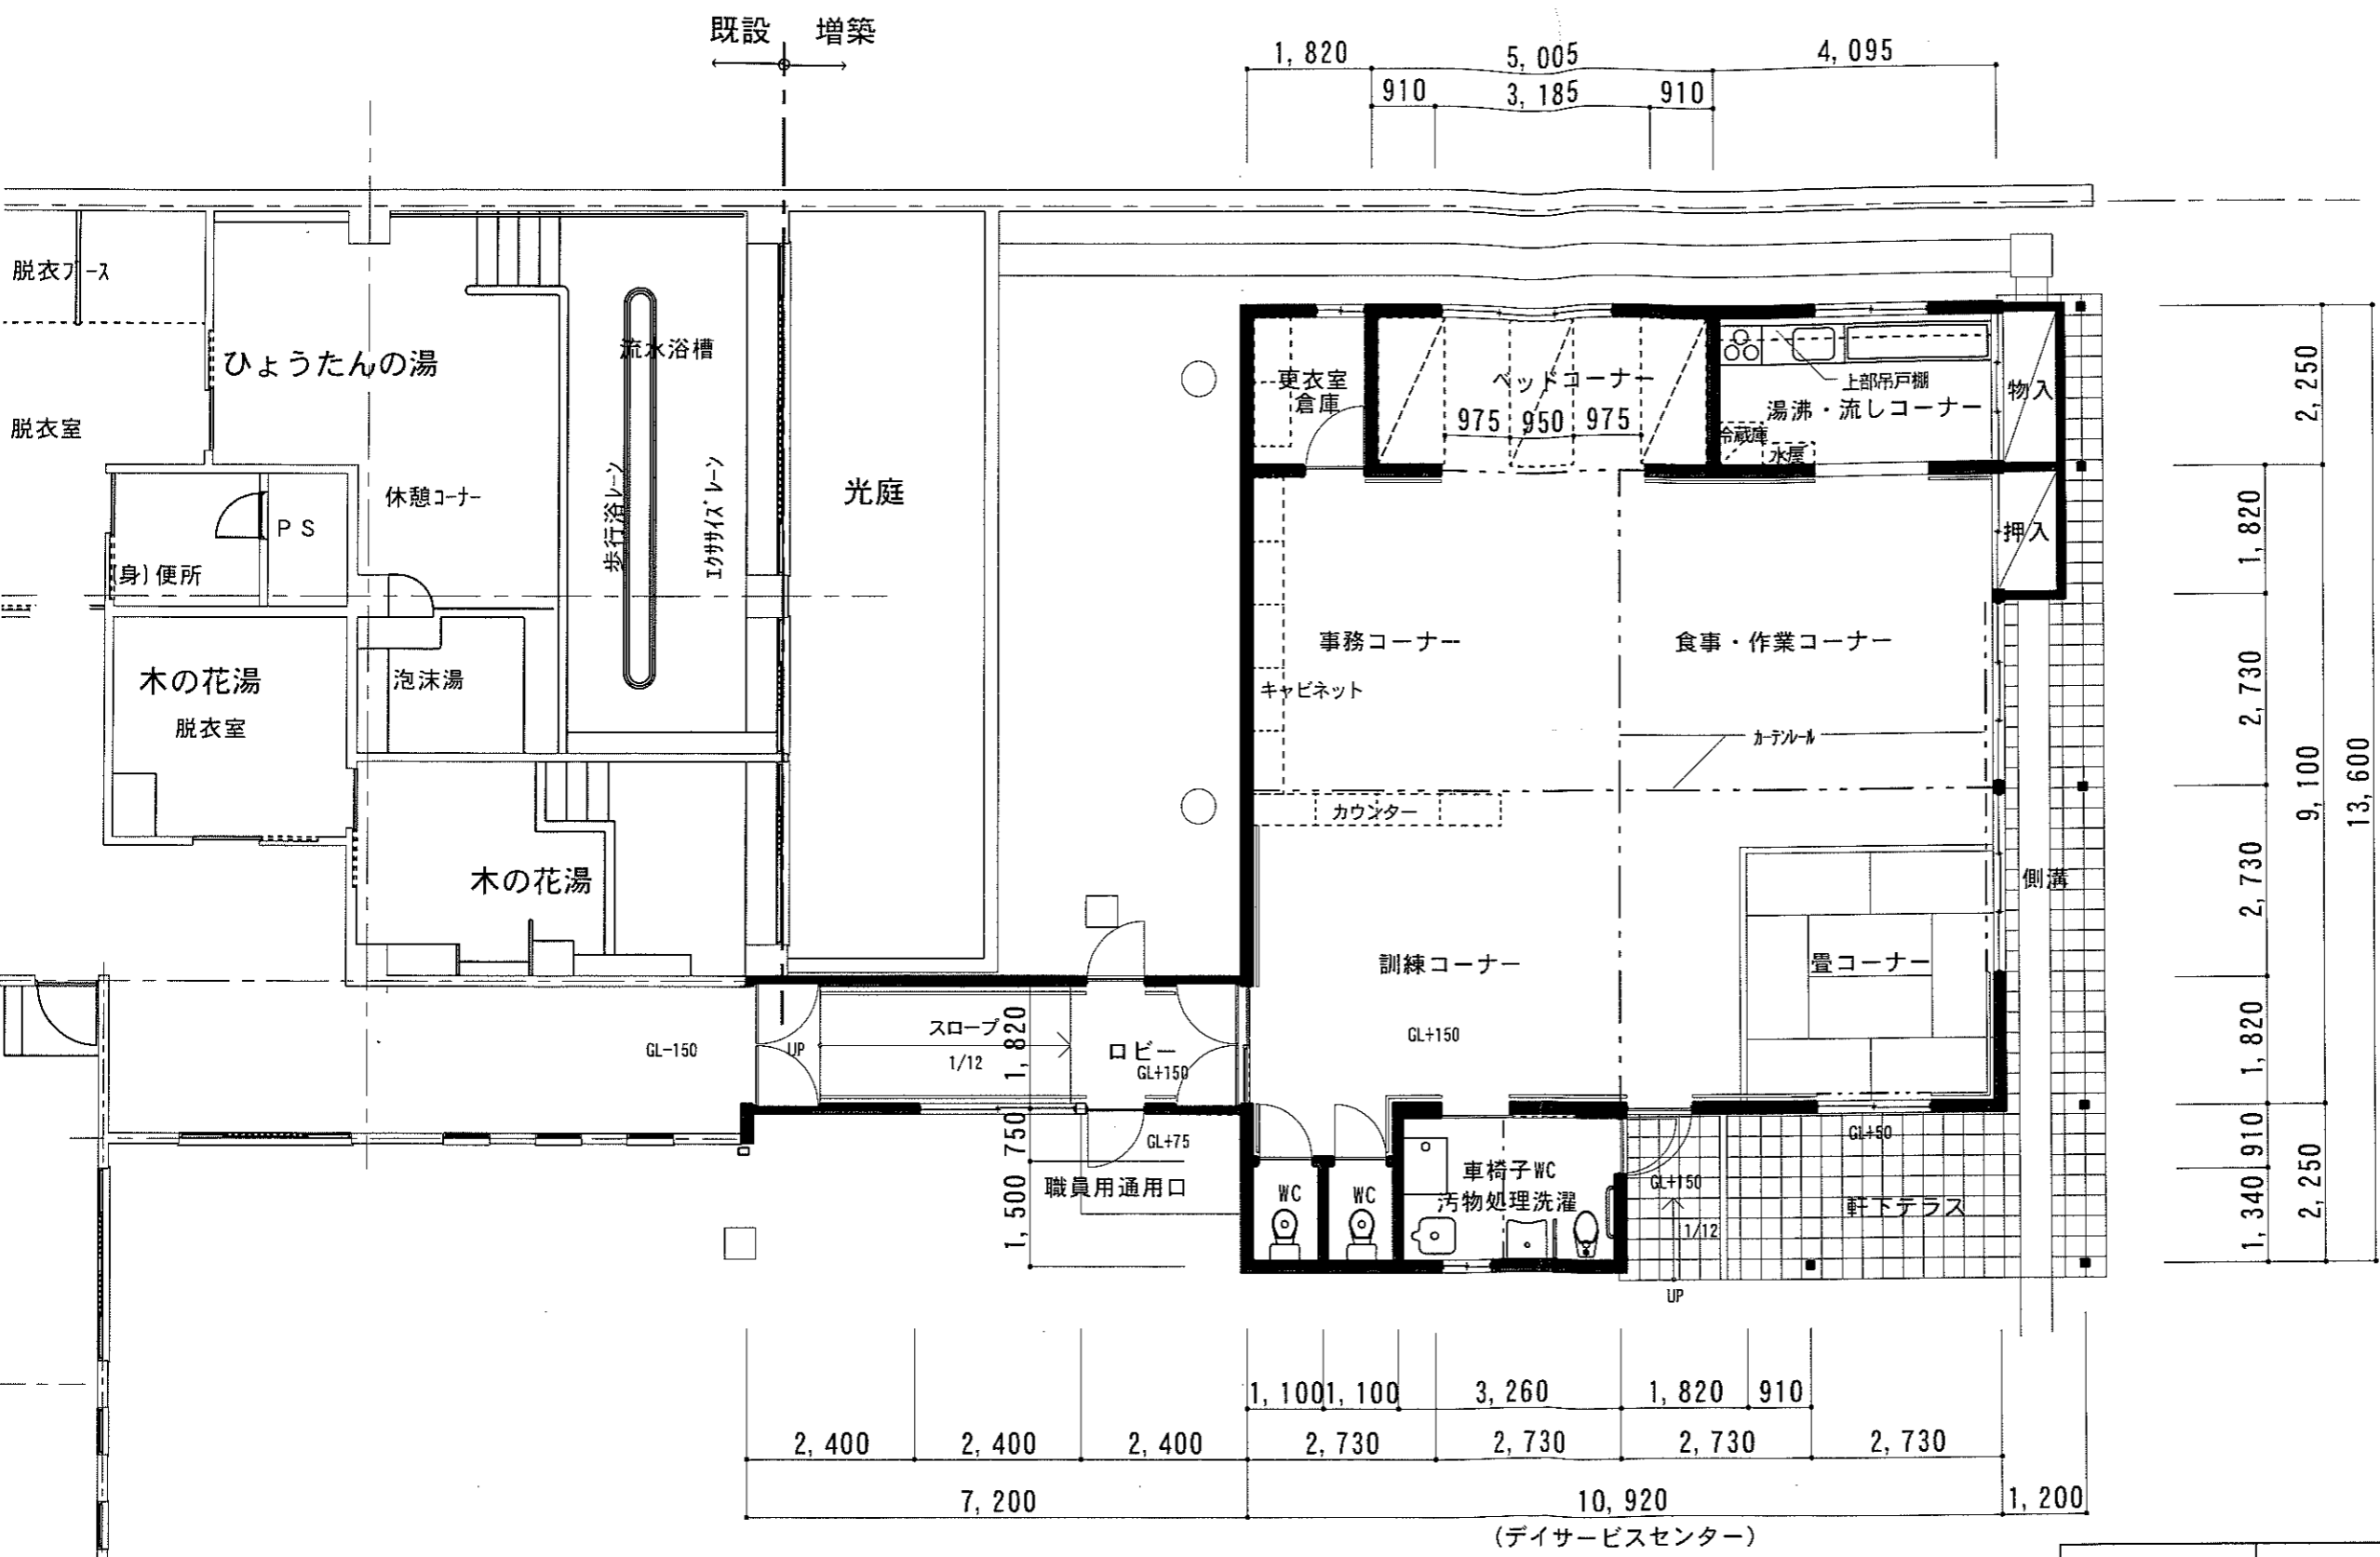 既設 増築
1,820
5,005
4,095
910
3,185
910
脱衣ブース
ひょうたんの湯
脱衣室
流水浴槽
歩行浴レーン
エクササイズレーン
休憩コーナー
PS
(身)便所
光庭
木の花湯
脱衣室
泡沫湯
木の花湯
更衣室
倉庫
ベッドコーナー
975
950
975
上部吊戸棚
湯沸・流しコーナー
冷蔵庫
水屋
物入
押入
事務コーナー
食事・作業コーナー
キャビネット
カーテンレール
カウンター
側溝
訓練コーナー
畳コーナー
GL+150
GL-150
UP
スロープ
1/12
1,820
ロビー
GL+150
GL+75
職員用通用口
750
1,500
WC
WC
車椅子WC
汚物処理洗濯
GL+50
GL+150
軒下テラス
1/12
UP
2,250
1,820
2,730
2,730
1,820
910
1,340
9,100
2,250
13,600
1,100
1,100
3,260
1,820
910
2,400
2,400
2,400
2,730
2,730
2,730
2,730
7,200
10,920
1,200
(デイサービスセンター)